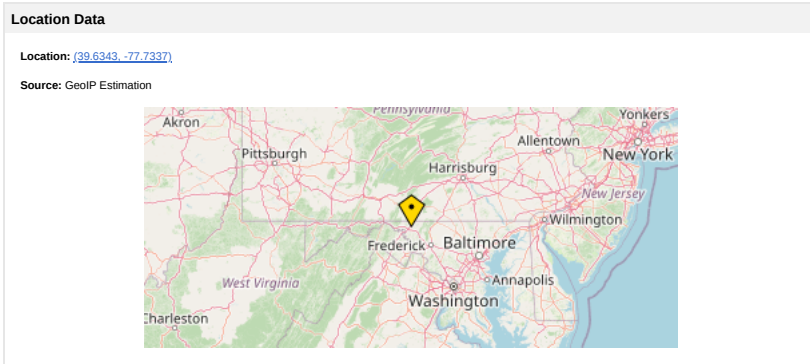 Location Data
Location: (39.6343, -77.7337)
Source: GeoIP Estimation
Pennsylvania
Yonkers
Akron
Allentown
Pittsburgh
New York
Harrisburg
New Jersey
Wilmington
Frederick
Baltimore
West Virginia
Annapolis
Washington
Charleston